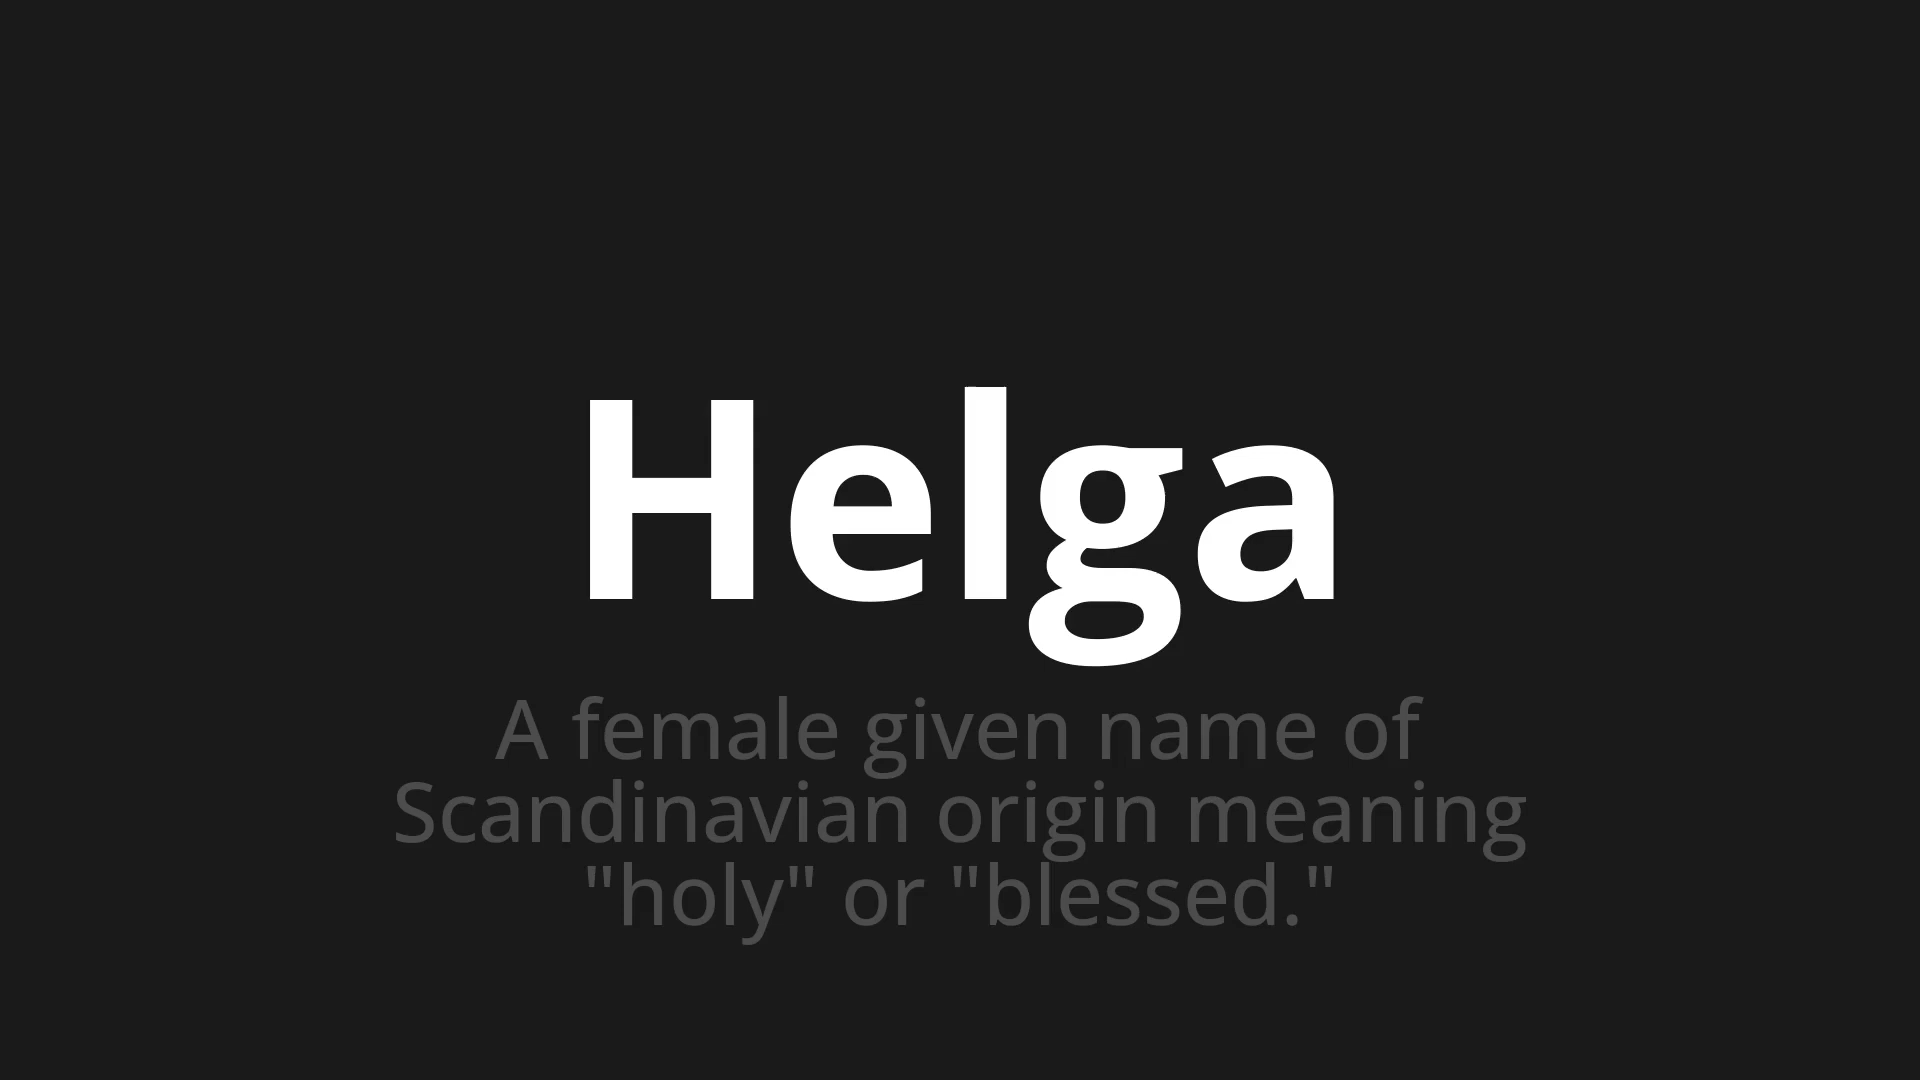 Helga
A female given name of
Scandinavian origin meaning
"holy" or "blessed."